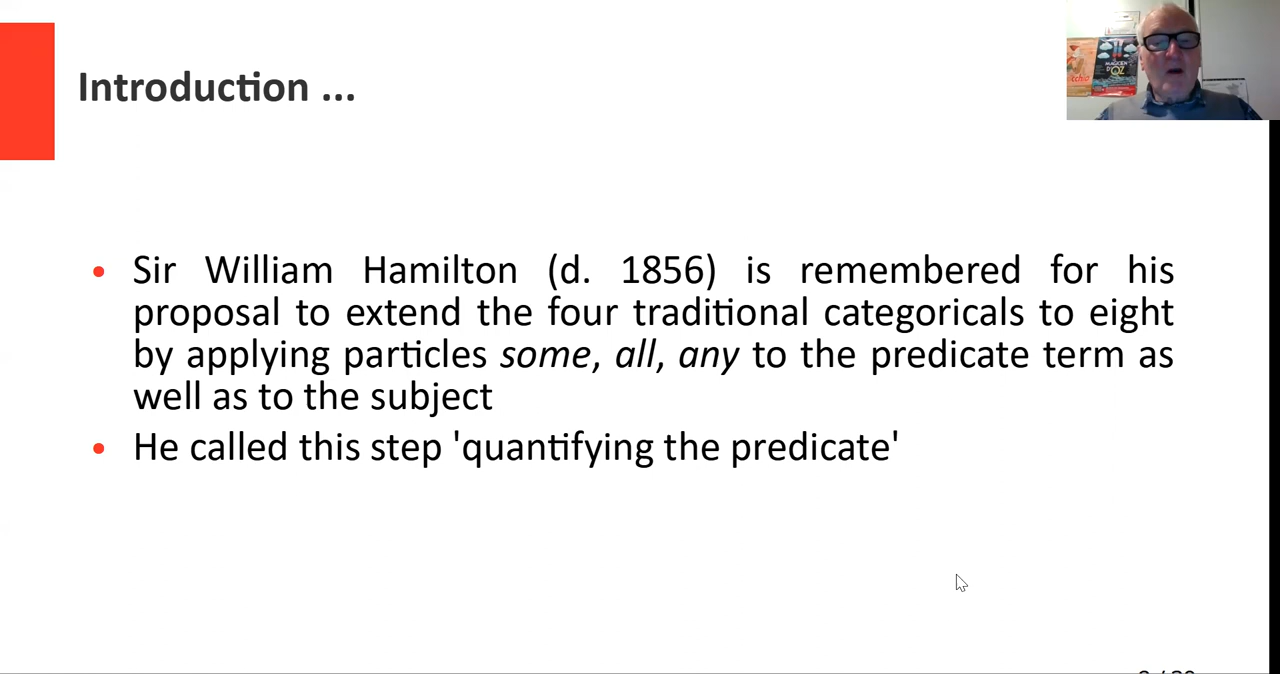 Introduction ...
Sir William Hamilton (d. 1856) is remembered for his
proposal to extend the four traditional categoricals to eight
by applying particles some, all, any to the predicate term as
well as to the subject
He called this step 'quantifying the predicate'
OZ